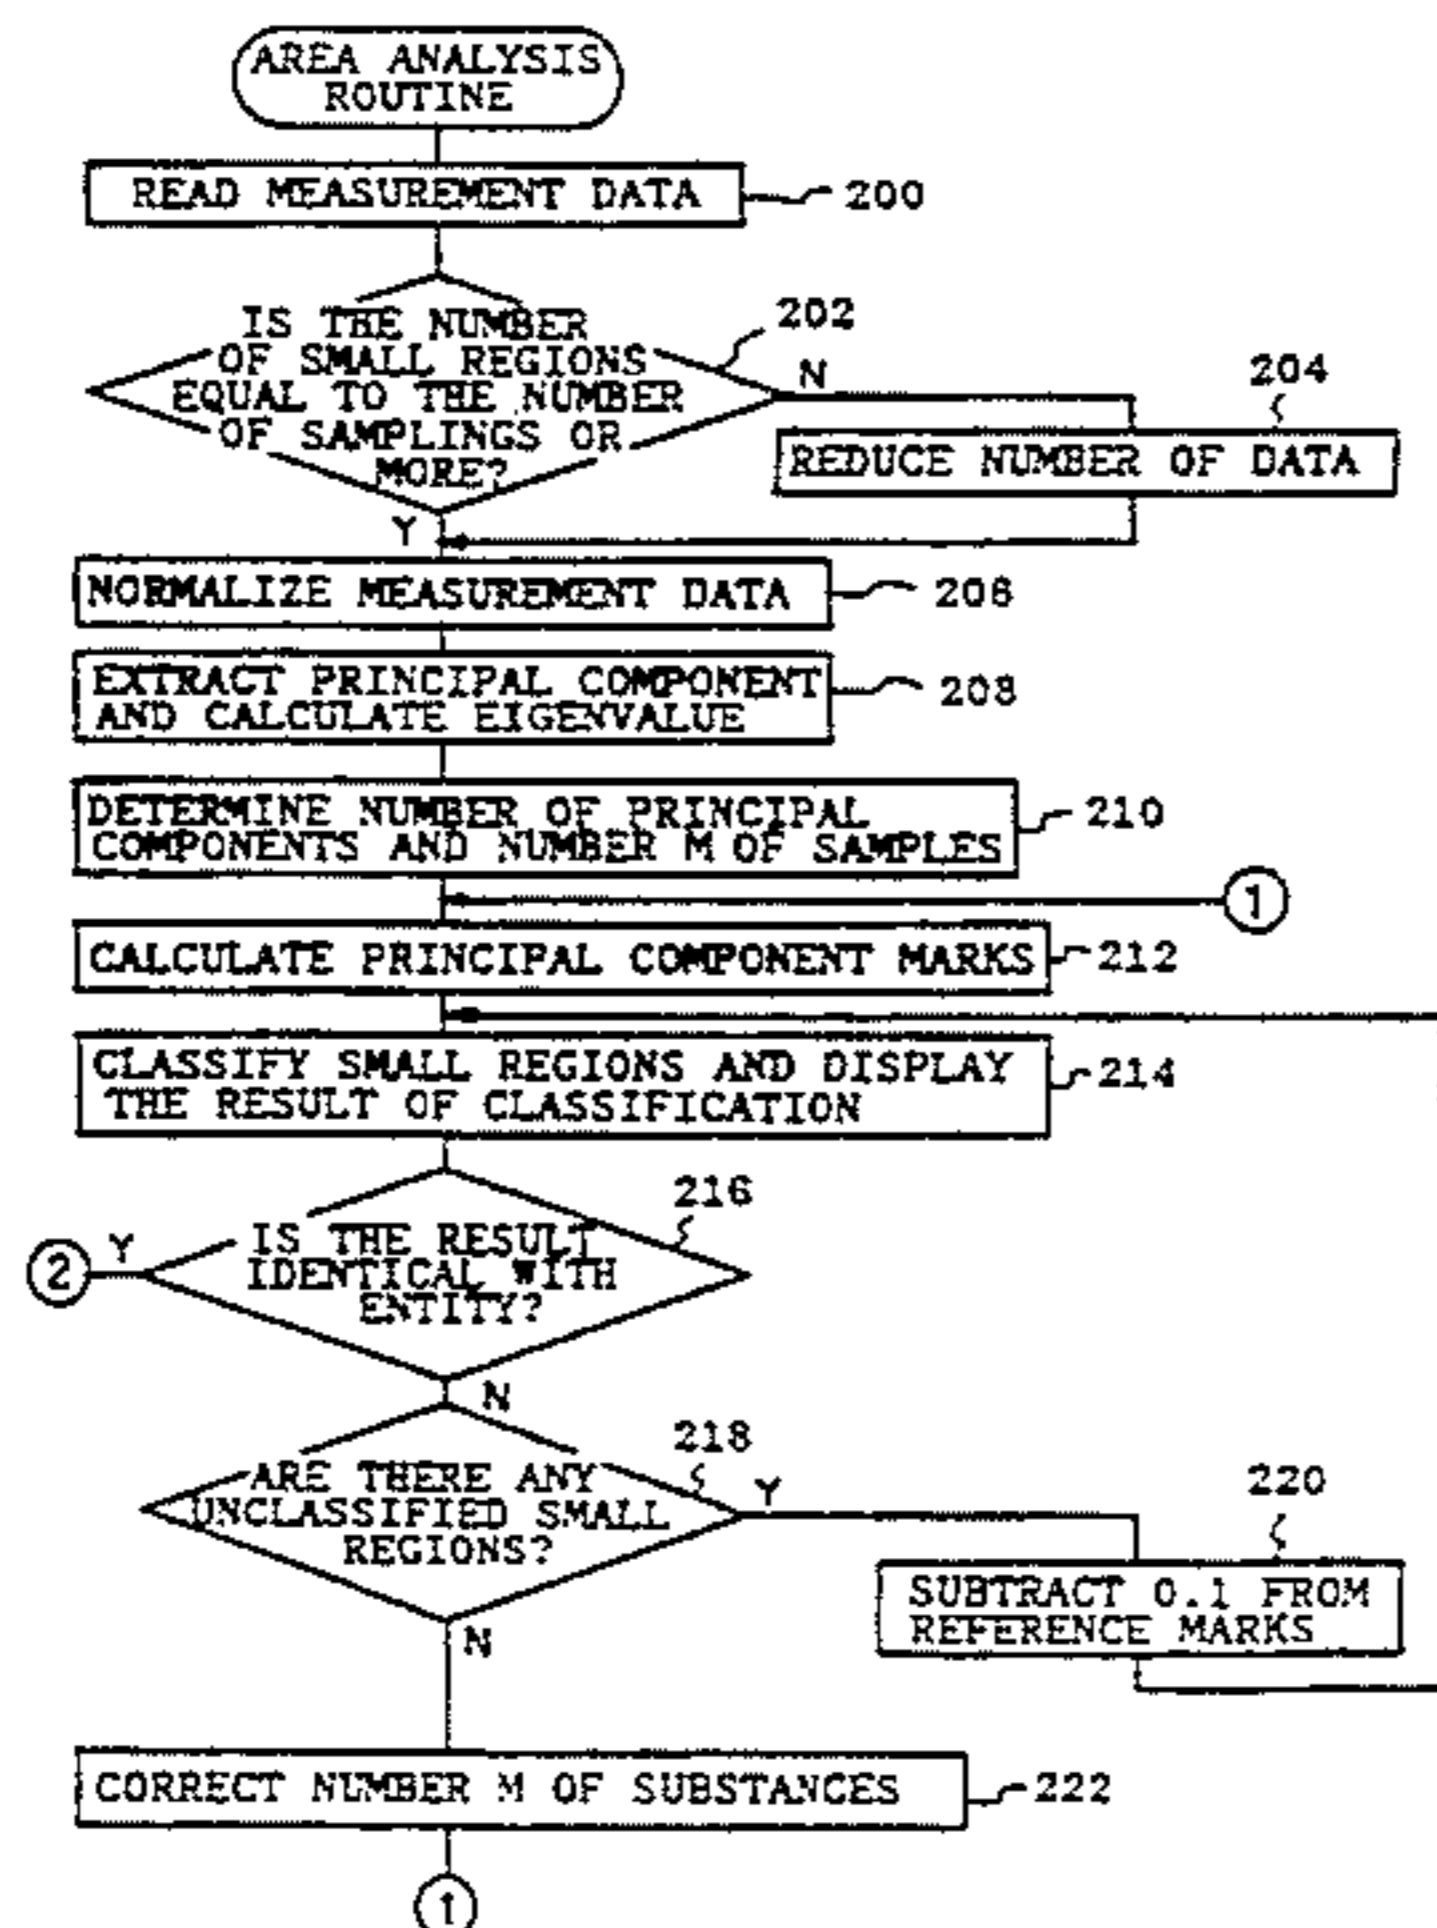 AREA ANALYSIS
ROUTINE
READ MEASUREMENT DATA
200
IS THE NUMBER
OF SMALL REGIONS
EQUAL TO THE NUMBER
OF SAMPLINGS OR
MORE?
202
N
204
REDUCE NUMBER OF DATA
Y
NORMALIZE MEASUREMENT DATA
206
EXTRACT PRINCIPAL COMPONENT
AND CALCULATE EIGENVALUE
208
DETERMINE NUMBER OF PRINCIPAL
COMPONENTS AND NUMBER M OF SAMPLES
210
1
CALCULATE PRINCIPAL COMPONENT MARKS
212
CLASSIFY SMALL REGIONS AND DISPLAY
THE RESULT OF CLASSIFICATION
214
216
2
Y
IS THE RESULT
IDENTICAL WITH
ENTITY?
N
218
ARE THERE ANY
UNCLASSIFIED SMALL
REGIONS?
Y
220
SUBTRACT 0.1 FROM
REFERENCE MARKS
N
CORRECT NUMBER M OF SUBSTANCES
222
1